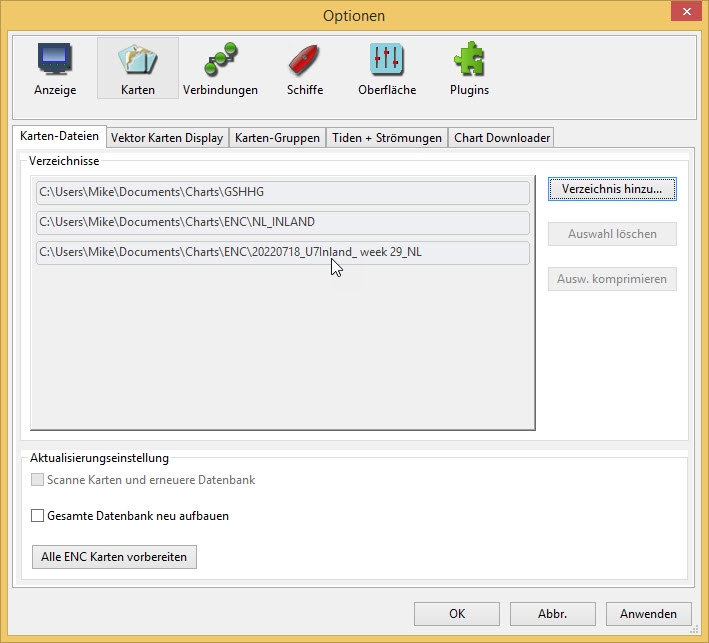 Optionen
Anzeige
Karten
Verbindungen
Schiffe
Oberfläche
Plugins
Karten-Dateien
Vektor Karten Display
Karten-Gruppen
Tiden + Strömungen
Chart Downloader
Verzeichnisse
C:\Users\Mike\Documents\Charts\GSHHG
C:\Users\Mike\Documents\Charts\ENC\NL_INLAND
C:\Users\Mike\Documents\Charts\ENC\20220718_U7Inland_ week 29_NL
Verzeichnis hinzu...
Auswahl löschen
Ausw. komprimieren
Aktualisierungseinstellung
Scanne Karten und erneuere Datenbank
Gesamte Datenbank neu aufbauen
Alle ENC Karten vorbereiten
OK
Abbr.
Anwenden